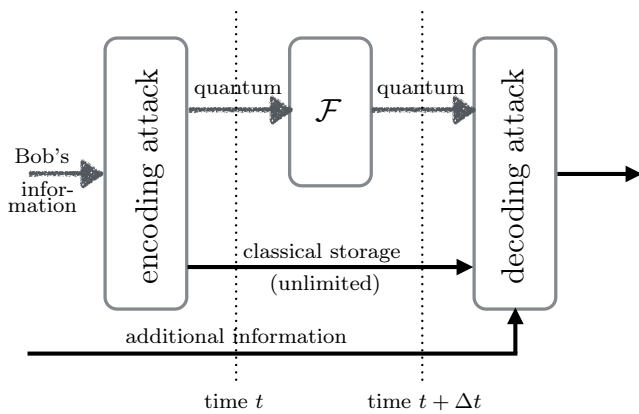 quantum
quantum
𝓕
Bob's
infor-
mation
encoding attack
decoding attack
classical storage
(unlimited)
additional information
time t
time t + Δt